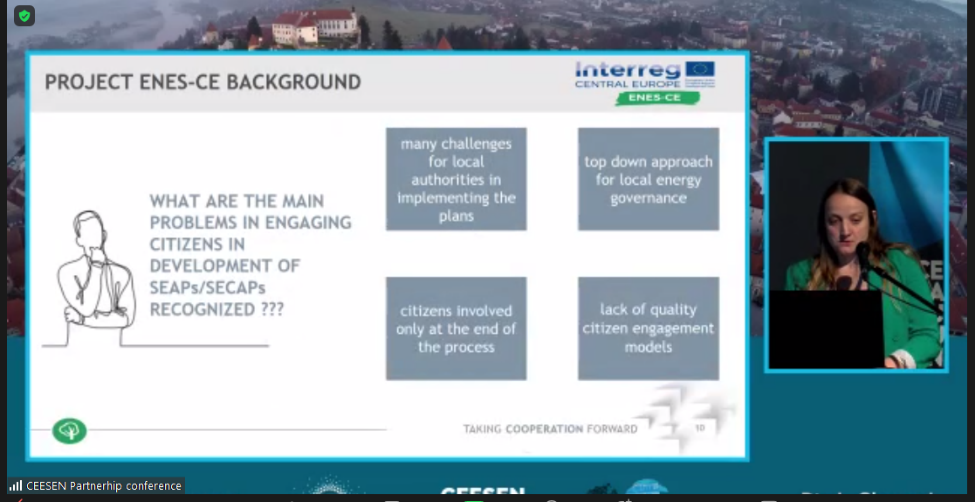 PROJECT ENES-CE BACKGROUND
Interreg
CENTRAL EUROPE
ENES-CE
WHAT ARE THE MAIN
PROBLEMS IN ENGAGING
CITIZENS IN
DEVELOPMENT OF
SEAPs/SECAPs
RECOGNIZED ???
many challenges
for local
authorities in
implementing the
plans
top down approach
for local energy
governance
citizens involved
only at the end of
the process
lack of quality
citizen engagement
models
TAKING COOPERATION FORWARD
10
CEESEN Partnerhip conference
CEESEN